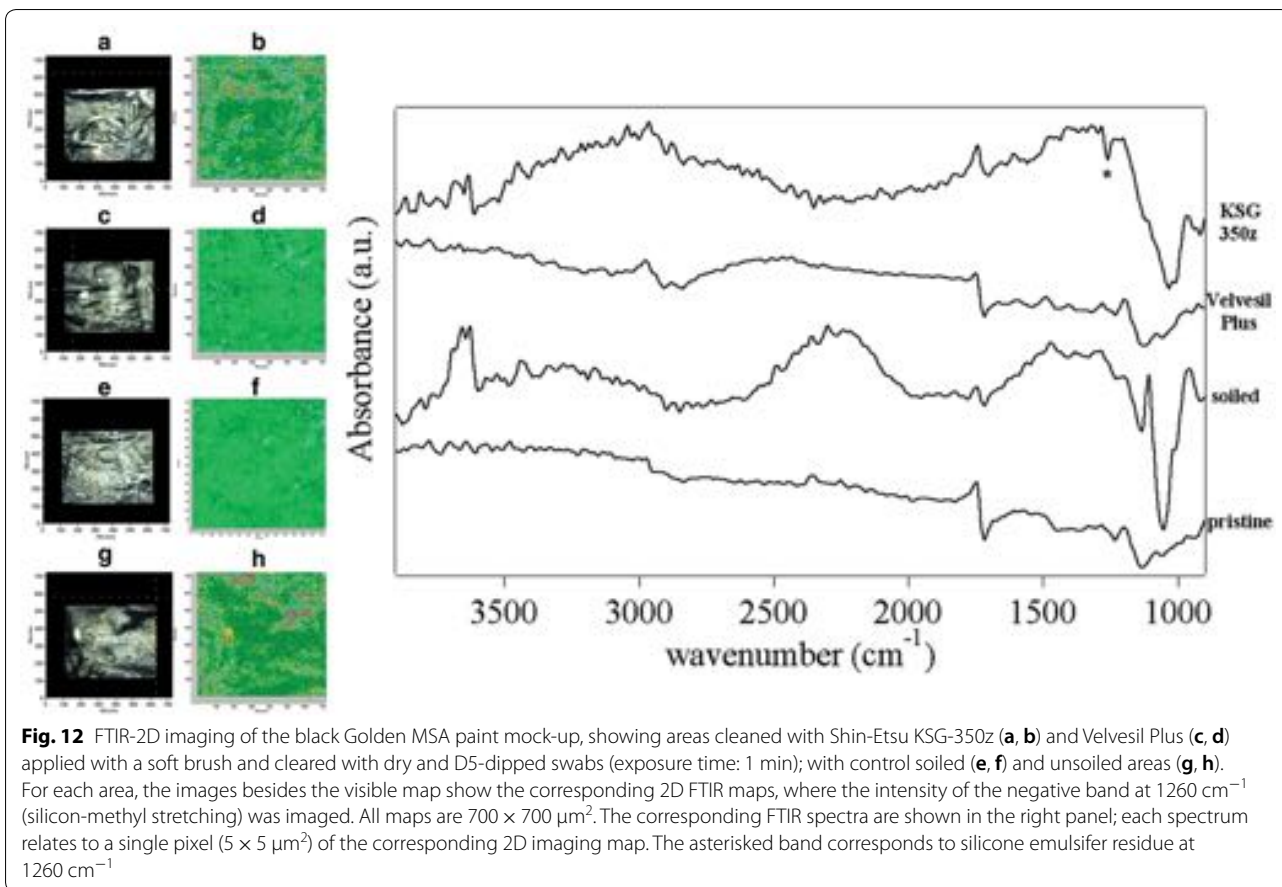 a
b
c
d
e
f
g
h
Absorbance (a.u.)
KSG
350z
*
Velvesil
Plus
soiled
pristine
3500 3000 2500 2000 1500 1000
wavenumber (cm⁻¹)
Fig. 12 FTIR-2D imaging of the black Golden MSA paint mock-up, showing areas cleaned with Shin-Etsu KSG-350z (a, b) and Velvesil Plus (c, d)
applied with a soft brush and cleared with dry and D5-dipped swabs (exposure time: 1 min); with control soiled (e, f) and unsoiled areas (g, h).
For each area, the images besides the visible map show the corresponding 2D FTIR maps, where the intensity of the negative band at 1260 cm⁻¹
(silicon-methyl stretching) was imaged. All maps are 700 × 700 µm². The corresponding FTIR spectra are shown in the right panel; each spectrum
relates to a single pixel (5 × 5 µm²) of the corresponding 2D imaging map. The asterisked band corresponds to silicone emulsifer residue at
1260 cm⁻¹